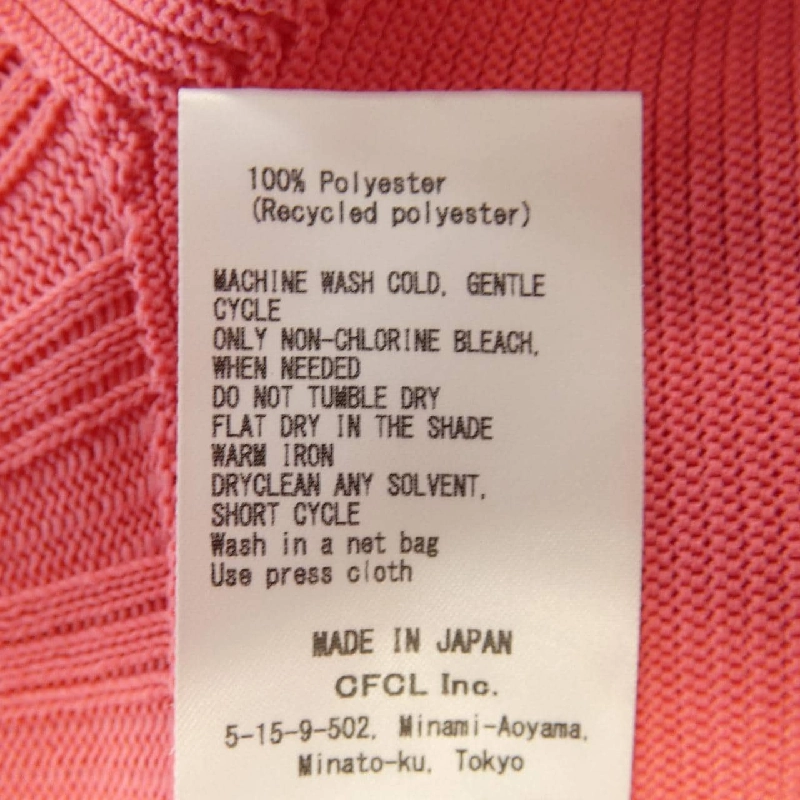 100% Polyester
(Recycled polyester)
MACHINE WASH COLD, GENTLE
CYCLE
ONLY NON-CHLORINE BLEACH,
WHEN NEEDED
DO NOT TUMBLE DRY
FLAT DRY IN THE SHADE
WARM IRON
DRYCLEAN ANY SOLVENT,
SHORT CYCLE
Wash in a net bag
Use press cloth
MADE IN JAPAN
CFCL Inc.
5-15-9-502, Minami-Aoyama,
Minato-ku, Tokyo